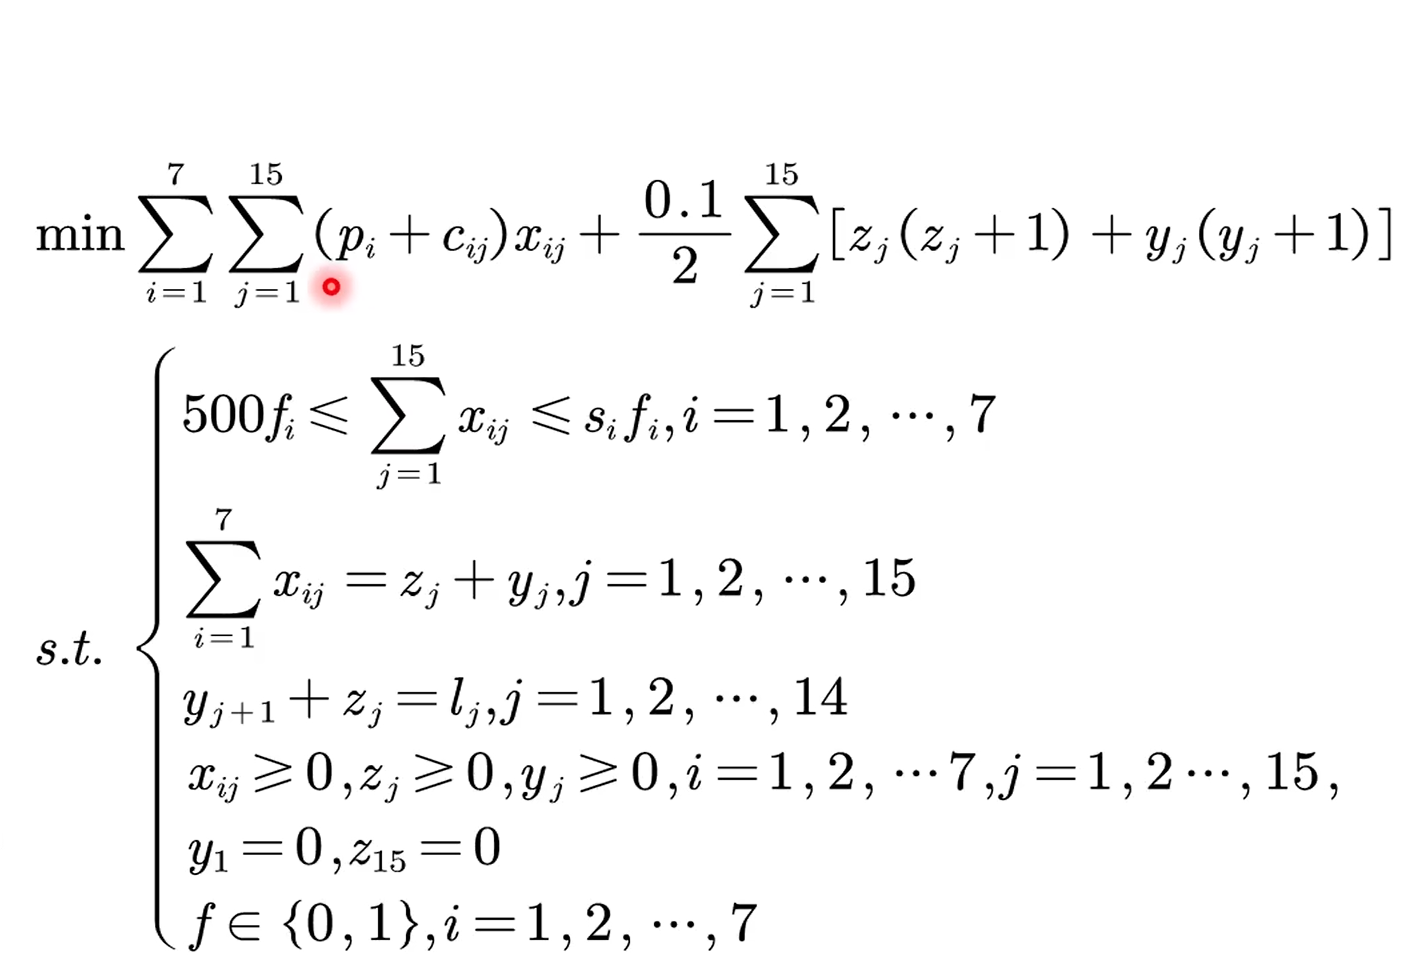 min ∑_{i=1}^{7} ∑_{j=1}^{15} (p_i + c_{ij}) x_{ij} + \frac{0.1}{2} ∑_{j=1}^{15} [z_j (z_j + 1) + y_j (y_j + 1)]
500f_i ⩽ ∑_{j=1}^{15} x_{ij} ⩽ s_i f_i, i = 1, 2, ⋯, 7
∑_{i=1}^{7} x_{ij} = z_j + y_j, j = 1, 2, ⋯, 15
s.t.
y_{j+1} + z_j = l_j, j = 1, 2, ⋯, 14
x_{ij} ⩾ 0, z_j ⩾ 0, y_j ⩾ 0, i = 1, 2, ⋯ 7, j = 1, 2 ⋯, 15,
y_1 = 0, z_{15} = 0
f ∈ {0, 1}, i = 1, 2, ⋯, 7